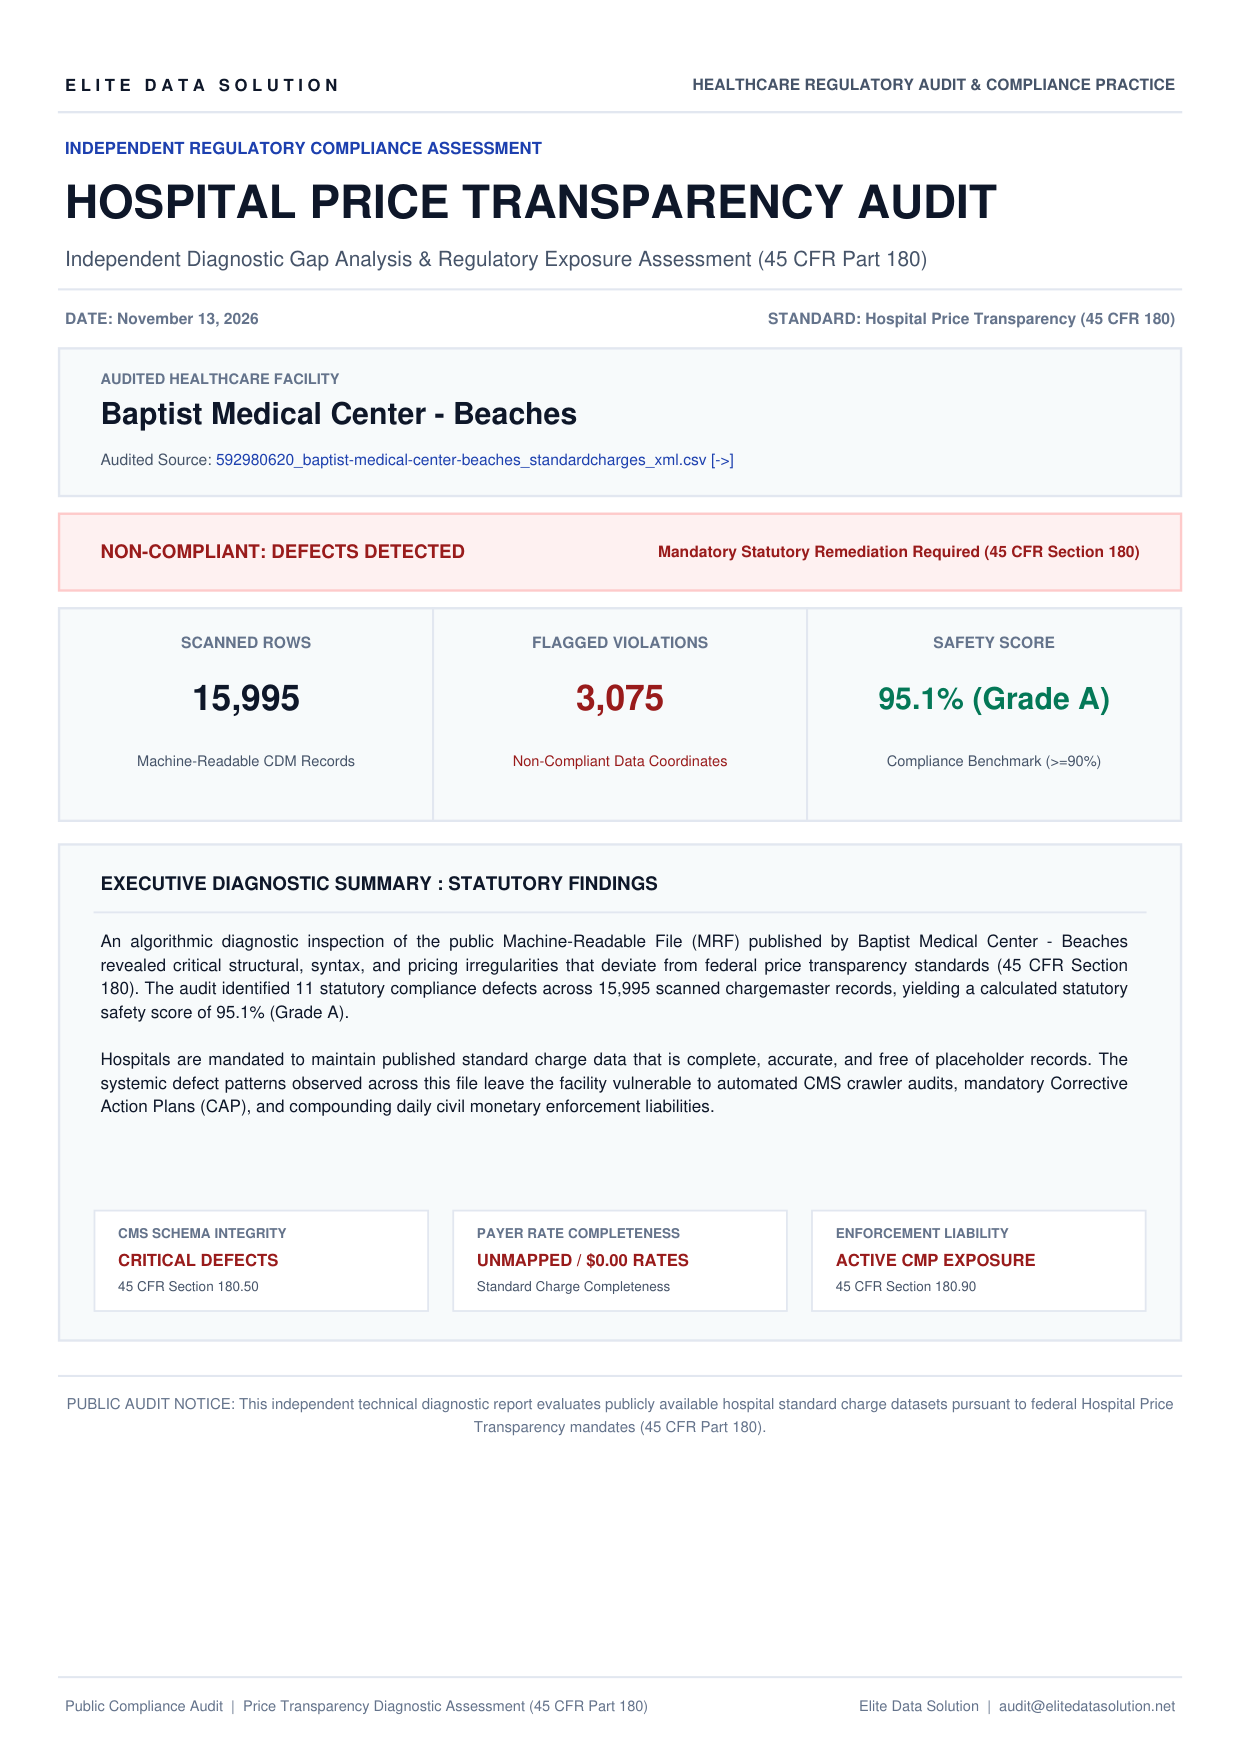 ELITE DATA SOLUTION
HEALTHCARE REGULATORY AUDIT & COMPLIANCE PRACTICE
INDEPENDENT REGULATORY COMPLIANCE ASSESSMENT
HOSPITAL PRICE TRANSPARENCY AUDIT
Independent Diagnostic Gap Analysis & Regulatory Exposure Assessment (45 CFR Part 180)
DATE: November 13, 2026
STANDARD: Hospital Price Transparency (45 CFR 180)
AUDITED HEALTHCARE FACILITY
Baptist Medical Center - Beaches
Audited Source: 592980620_baptist-medical-center-beaches_standardcharges_xml.csv [->]
NON-COMPLIANT: DEFECTS DETECTED
Mandatory Statutory Remediation Required (45 CFR Section 180)
SCANNED ROWS
15,995
Machine-Readable CDM Records
FLAGGED VIOLATIONS
3,075
Non-Compliant Data Coordinates
SAFETY SCORE
95.1% (Grade A)
Compliance Benchmark (>=90%)
EXECUTIVE DIAGNOSTIC SUMMARY : STATUTORY FINDINGS
An algorithmic diagnostic inspection of the public Machine-Readable File (MRF) published by Baptist Medical Center - Beaches
revealed critical structural, syntax, and pricing irregularities that deviate from federal price transparency standards (45 CFR Section
180). The audit identified 11 statutory compliance defects across 15,995 scanned chargemaster records, yielding a calculated statutory
safety score of 95.1% (Grade A).
Hospitals are mandated to maintain published standard charge data that is complete, accurate, and free of placeholder records. The
systemic defect patterns observed across this file leave the facility vulnerable to automated CMS crawler audits, mandatory Corrective
Action Plans (CAP), and compounding daily civil monetary enforcement liabilities.
CMS SCHEMA INTEGRITY
CRITICAL DEFECTS
45 CFR Section 180.50
PAYER RATE COMPLETENESS
UNMAPPED / $0.00 RATES
Standard Charge Completeness
ENFORCEMENT LIABILITY
ACTIVE CMP EXPOSURE
45 CFR Section 180.90
PUBLIC AUDIT NOTICE: This independent technical diagnostic report evaluates publicly available hospital standard charge datasets pursuant to federal Hospital Price
Transparency mandates (45 CFR Part 180).
Public Compliance Audit | Price Transparency Diagnostic Assessment (45 CFR Part 180)
Elite Data Solution | audit@elitedatasolution.net